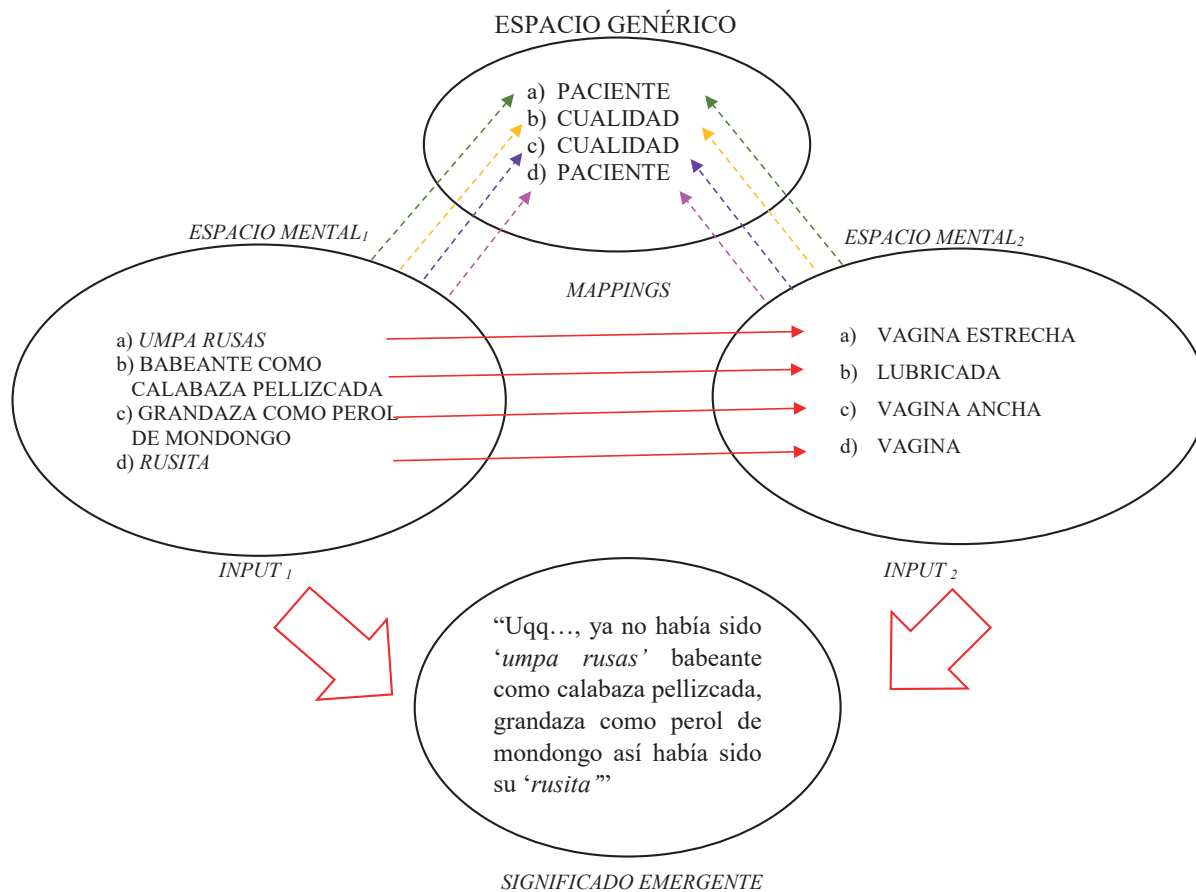 ESPACIO GENÉRICO
a) PACIENTE
b) CUALIDAD
c) CUALIDAD
d) PACIENTE
ESPACIO MENTAL₁
ESPACIO MENTAL₂
MAPPINGS
a) UMPA RUSAS
b) BABEANTE COMO
CALABAZA PELLIZCADA
c) GRANDAZA COMO PEROL
DE MONDONGO
d) RUSITA
a) VAGINA ESTRECHA
b) LUBRICADA
c) VAGINA ANCHA
d) VAGINA
INPUT ₁
INPUT ₂
“Uqq…, ya no había sido
‘umpa rusas’ babeante
como calabaza pellizcada,
grandaza como perol de
mondongo así había sido
su ‘rusita’”
SIGNIFICADO EMERGENTE